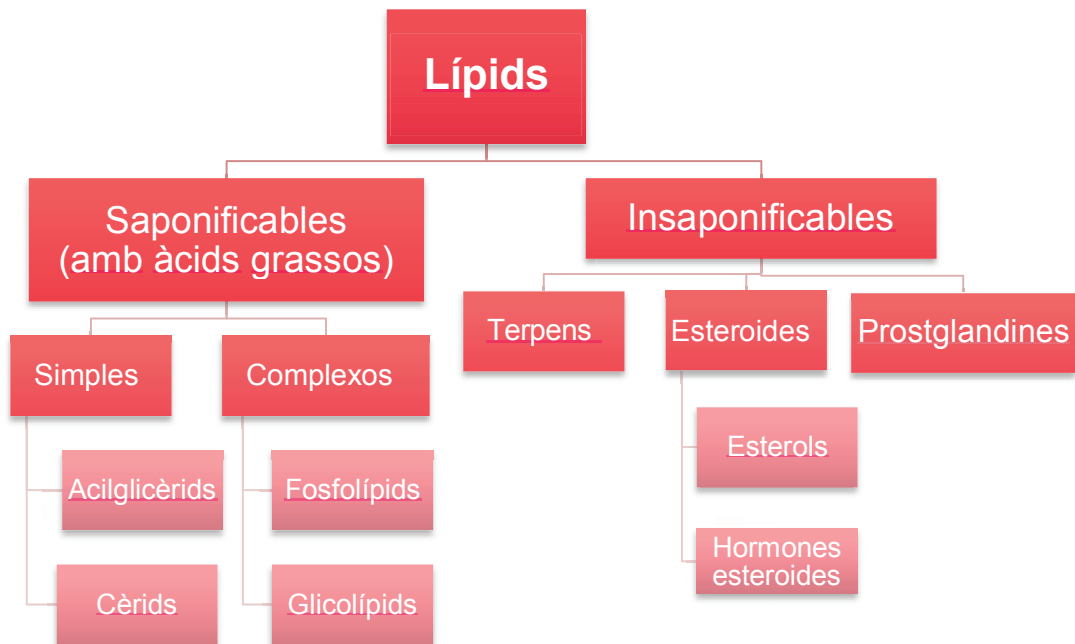 Lípids
Saponificables
(amb àcids grassos)
Insaponificables
Simples
Complexos
Terpens
Esteroides
Prostglandines
Acilglicèrids
Fosfolípids
Esterols
Cèrids
Glicolípids
Hormones
esteroides